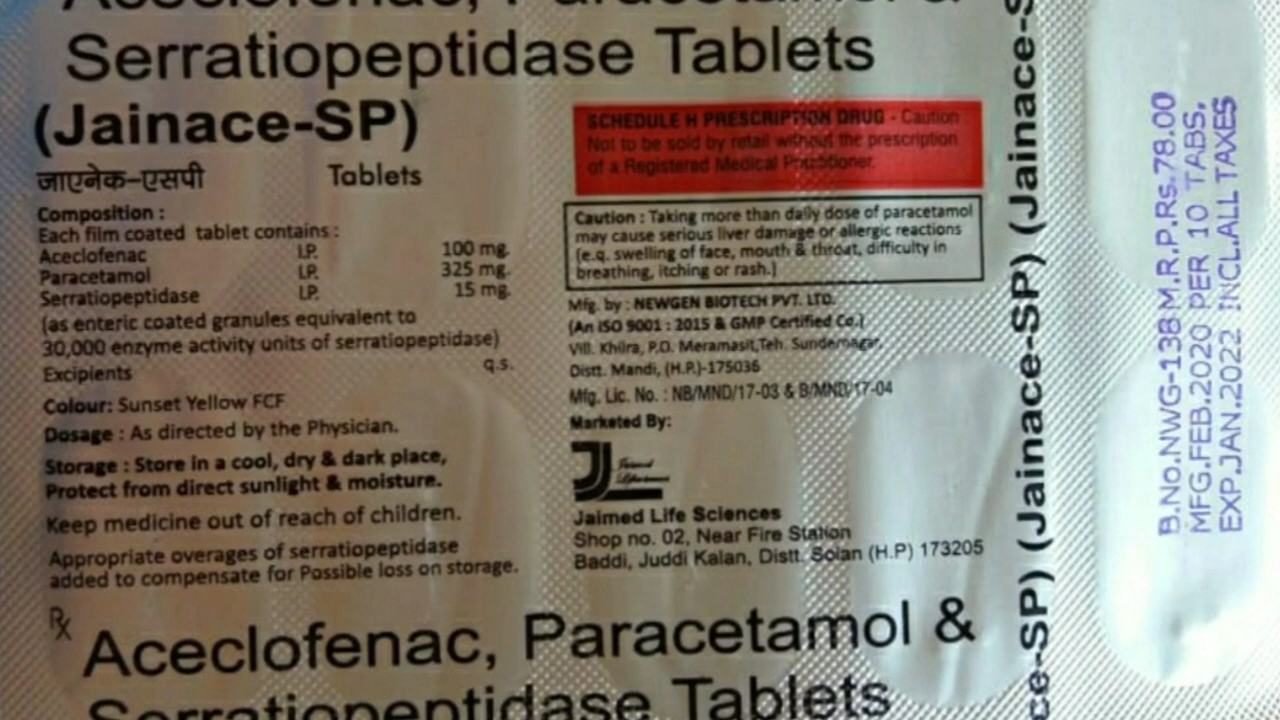 Aceclofenac, Paracetamol &
Serratiopeptidase Tablets
(Jainace-SP)
जाएनेक-एसपी Tablets
Composition :
Each film coated tablet contains :
Aceclofenac I.P. 100 mg.
Paracetamol I.P. 325 mg.
Serratiopeptidase I.P. 15 mg.
(as enteric coated granules equivalent to
30,000 enzyme activity units of serratiopeptidase)
Excipients q.s.
Colour: Sunset Yellow FCF
Dosage : As directed by the Physician.
Storage : Store in a cool, dry & dark place,
Protect from direct sunlight & moisture.
Keep medicine out of reach of children.
Appropriate overages of serratiopeptidase
added to compensate for Possible loss on storage.
SCHEDULE H PRESCRIPTION DRUG - Caution
Not to be sold by retail without the prescription
of a Registered Medical Practitioner.
Caution : Taking more than daily dose of paracetamol
may cause serious liver damage or allergic reactions
(e.q. swelling of face, mouth & throat, difficulty in
breathing, itching or rash.)
Mfg. by : NEWGEN BIOTECH PVT. LTD.
(An ISO 9001 : 2015 & GMP Certified Co.)
Vill. Khilra, P.O. Meramasit,Teh. Sundernagar,
Distt. Mandi, (H.P.)-175036
Mfg. Lic. No. : NB/MND/17-03 & B/MND/17-04
Marketed By:
Jaimed
Jaimed Life Sciences
Shop no. 02, Near Fire Station
Baddi, Juddi Kalan, Distt. Solan (H.P) 173205
Rx
Aceclofenac, Paracetamol &
Serratiopeptidase Tablets
ce-SP) (Jainace-SP) (Jainace-S
B.No.NWG-138 M.R.P.Rs.78.00
MFG.FEB.2020 PER 10 TABS.
EXP.JAN.2022 INCL.ALL TAXES